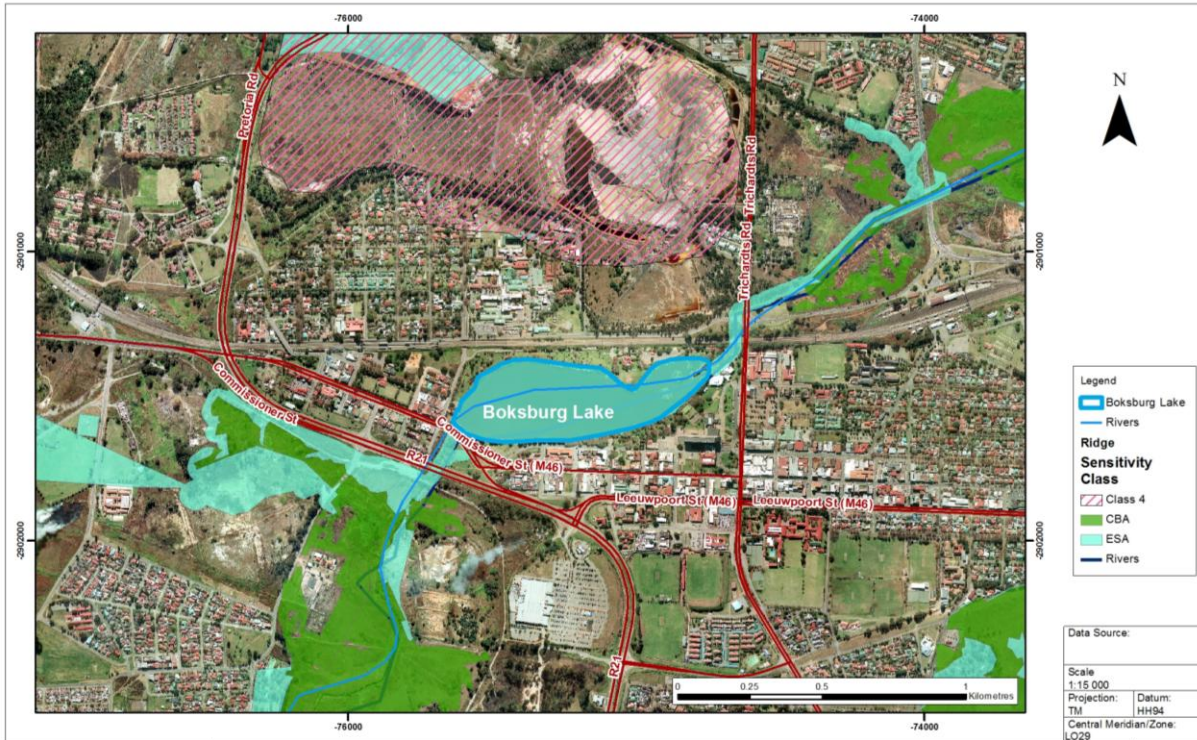 -76000
-74000
N
Pretoria Rd
Trichardts Rd
Trichardts Rd
-2901000
-2901000
Commissioner St
Boksburg Lake
R21
Commissioner St (M46)
Leeuwpoort St (M46)
Leeuwpoort St (M46)
-2902000
-2902000
R21
0 0.25 0.5 1
Kilometres
-76000
-74000
Legend
Boksburg Lake
Rivers
Ridge
Sensitivity
Class
Class 4
CBA
ESA
Rivers
Data Source:
Scale
1:15 000
Projection: Datum:
TM HH94
Central Meridian/Zone:
LO29